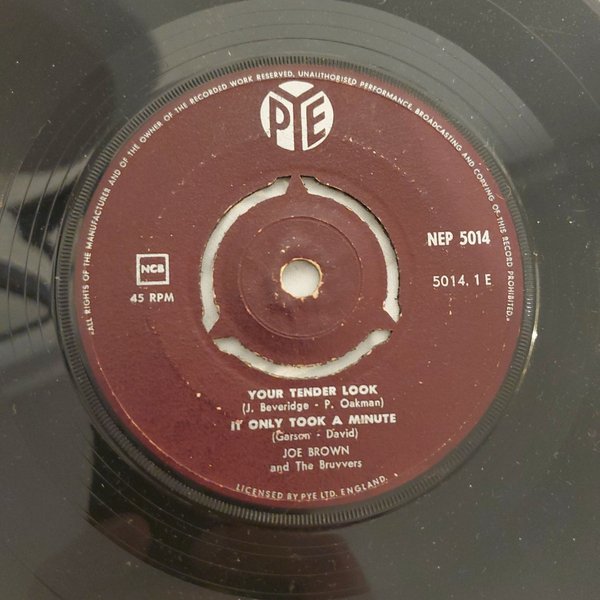 "ALL RIGHTS OF THE MANUFACTURER AND OF THE OWNER OF THE RECORDED WORK RESERVED, UNAUTHORISED PERFORMANCE, BROADCASTING AND COPYING OF THIS RECORD PROHIBITED."
PYE
NEP 5014
NCB
45 RPM
5014. 1 E
YOUR TENDER LOOK
(J. Beveridge - P. Oakman)
IT ONLY TOOK A MINUTE
(Garson - David)
JOE BROWN
and The Bruvvers
LICENSED BY PYE LTD. ENGLAND.